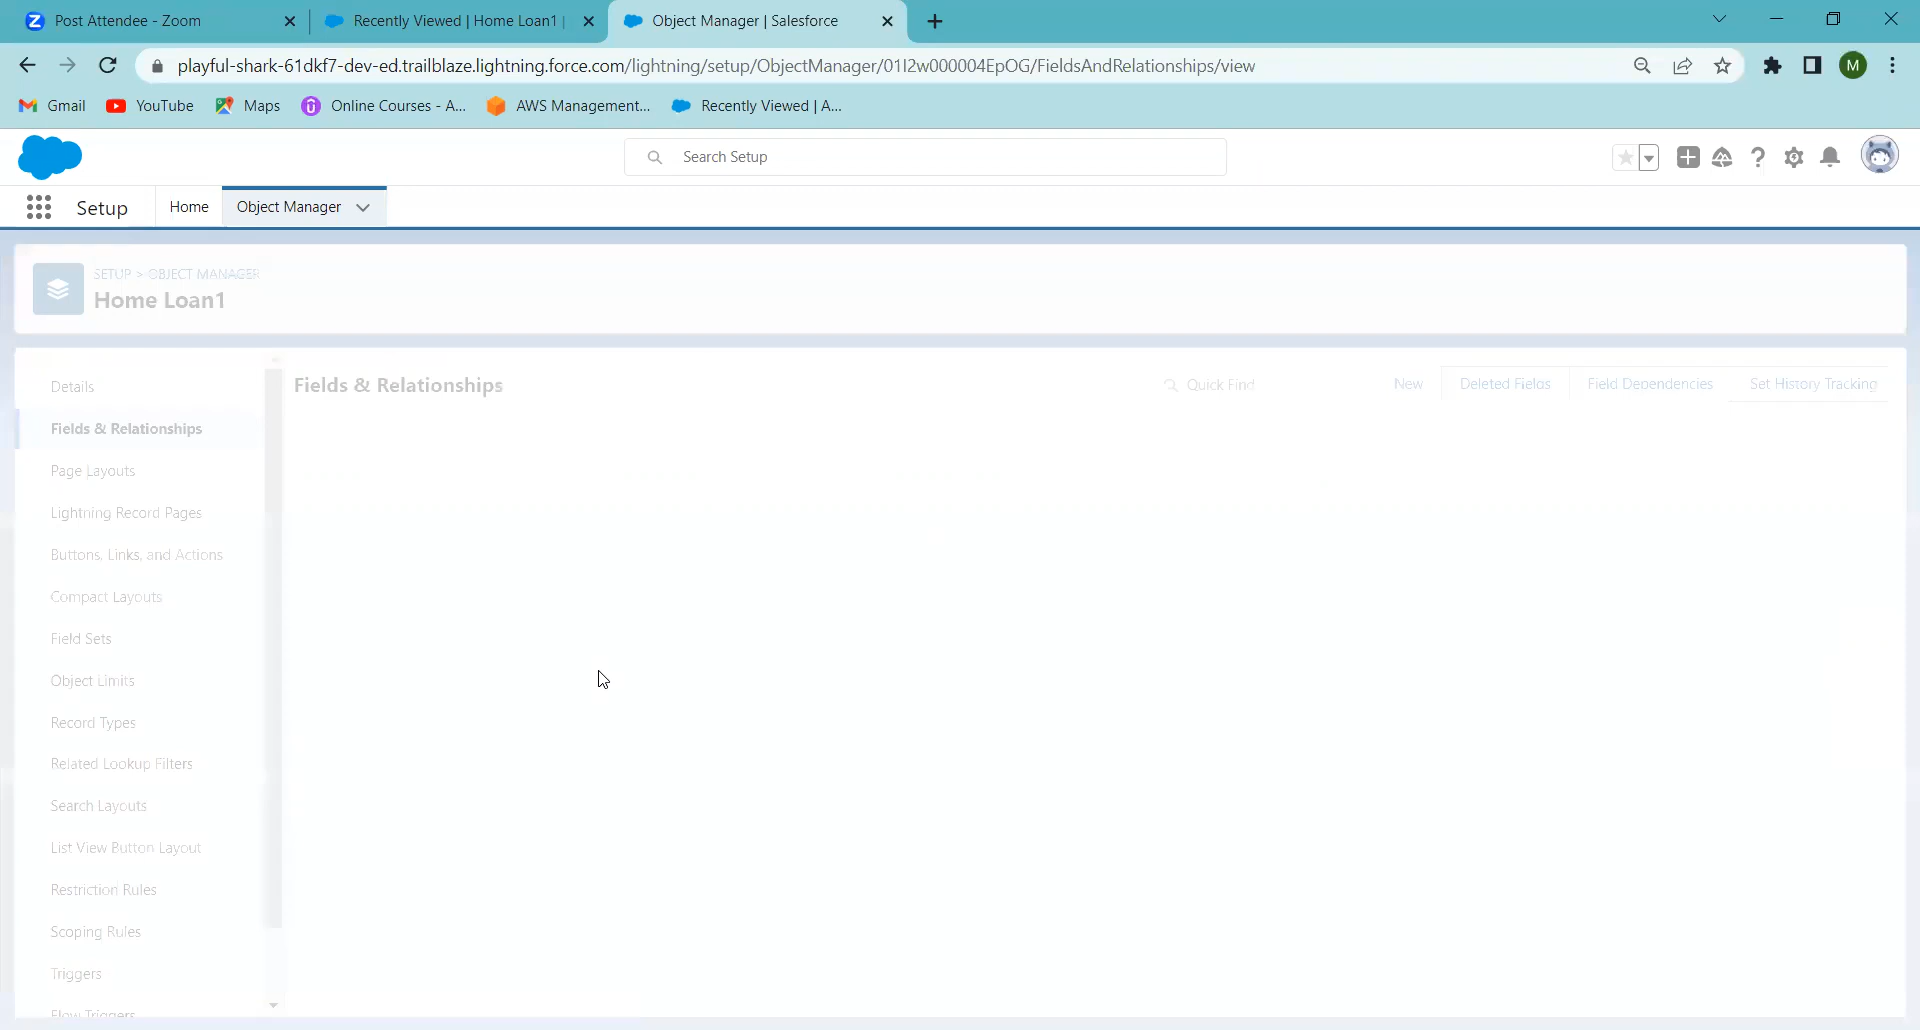 Post Attendee - Zoom
Recently Viewed | Home Loan1 |
Object Manager | Salesforce
playful-shark-61dkf7-dev-ed.trailblaze.lightning.force.com/lightning/setup/ObjectManager/01I2w000004EpOG/FieldsAndRelationships/view
M
Gmail
YouTube
Maps
Online Courses - A...
AWS Management...
Recently Viewed | A...
Search Setup
Setup
Home
Object Manager
SETUP > OBJECT MANAGER
Home Loan1
Details
Fields & Relationships
Page Layouts
Lightning Record Pages
Buttons, Links, and Actions
Compact Layouts
Field Sets
Object Limits
Record Types
Related Lookup Filters
Search Layouts
List View Button Layout
Restriction Rules
Scoping Rules
Triggers
Flow Triggers
Fields & Relationships
Quick Find
New
Deleted Fields
Field Dependencies
Set History Tracking